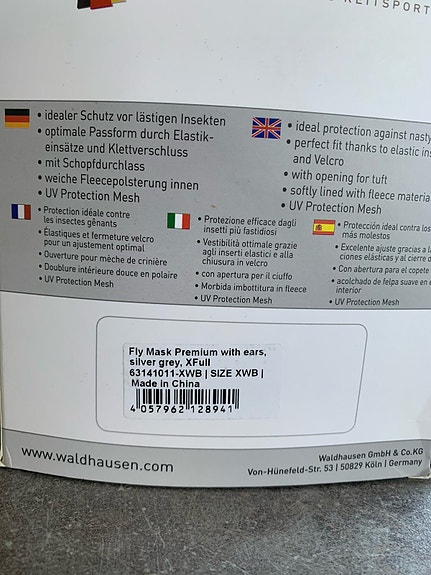 REITSPORT
• idealer Schutz vor lästigen Insekten
• optimale Passform durch Elastik-
einsätze und Klettverschluss
• mit Schopfdurchlass
• weiche Fleecepolsterung innen
• UV Protection Mesh
• ideal protection against nasty
• perfect fit thanks to elastic
and Velcro
• with opening for tuft
• softly lined with fleece
• UV Protection Mesh
• Protection idéale contre
les insectes gênants
• Élastiques et fermeture velcro
pour un ajustement optimal
• Ouverture pour mèche de crinière
• Doublure intérieure douce en polaire
• UV Protection Mesh
• Protezione efficace dagli
insetti più fastidiosi
• Vestibilità ottimale grazie
agli inserti elastici e alla
chiusura in velcro
• con apertura per il ciuffo
• Morbida imbottitura in fleece
• UV Protection Mesh
• Protección ideal contra los
más molestos
• Excelente ajuste gracias a
ciones elásticas y al cierre
• Con abertura para el copete
• acolchado de felpa suave en
interior
• UV Protection Mesh
Fly Mask Premium with ears,
silver grey, XFull
63141011-XWB | SIZE XWB |
Made in China
4 057962 128941
www.waldhausen.com
Waldhausen GmbH & Co.KG
Von-Hünefeld-Str. 53 | 50829 Köln | Germany